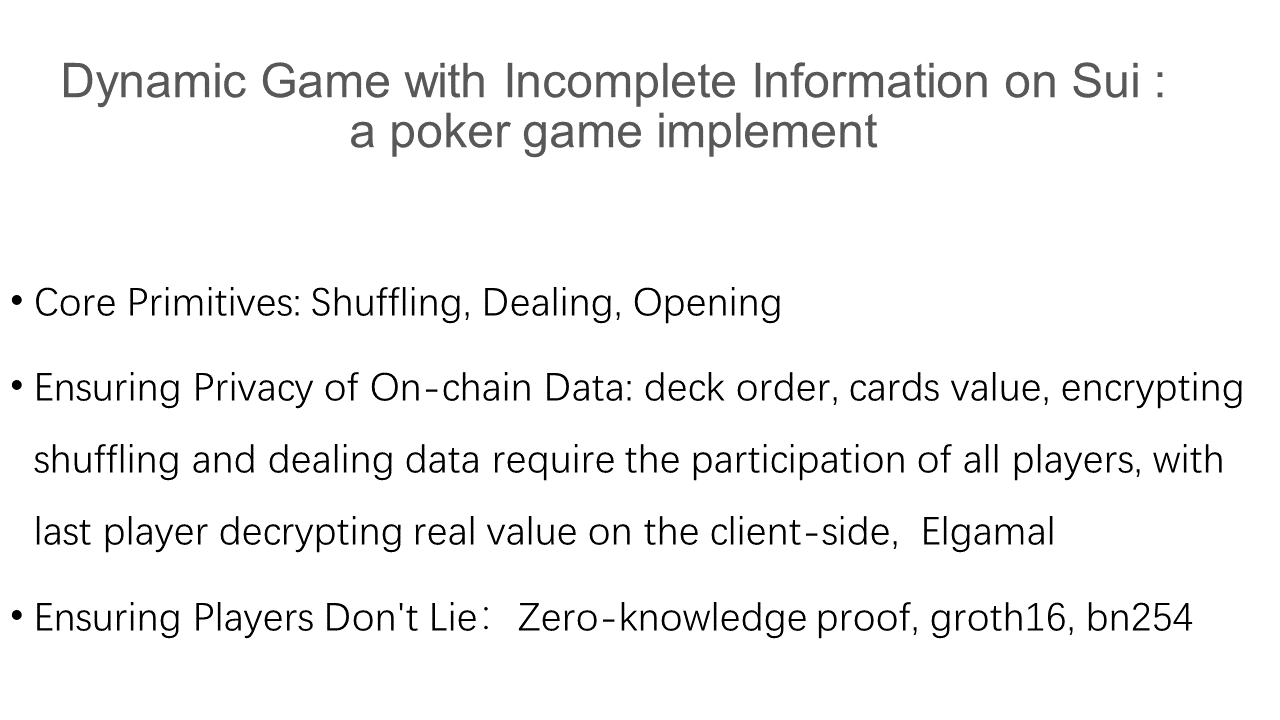 Dynamic Game with Incomplete Information on Sui :
a poker game implement
• Core Primitives: Shuffling, Dealing, Opening
• Ensuring Privacy of On-chain Data: deck order, cards value, encrypting
shuffling and dealing data require the participation of all players, with
last player decrypting real value on the client-side,  Elgamal
• Ensuring Players Don't Lie： Zero-knowledge proof, groth16, bn254